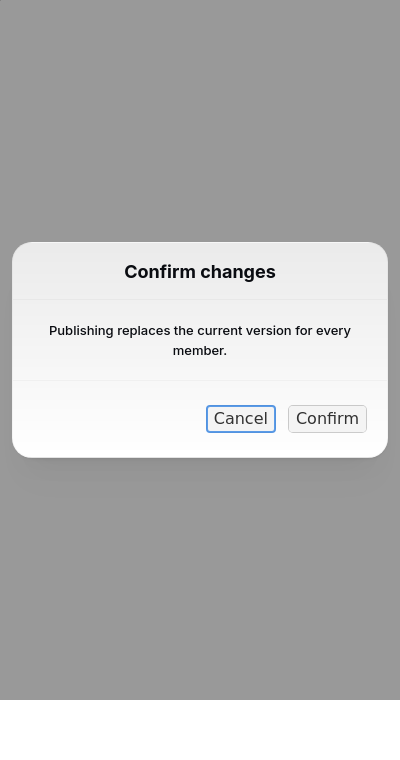 Confirm changes
Publishing replaces the current version for every
member.
Cancel
Confirm